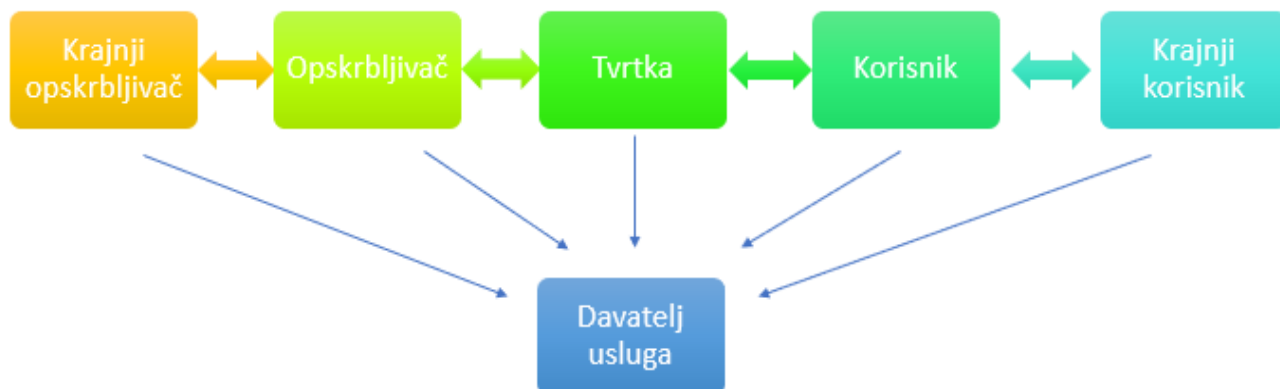 Krajnji
opskrbljivač
Opskrbljivač
Tvrtka
Korisnik
Krajnji
korisnik
Davatelj
usluga